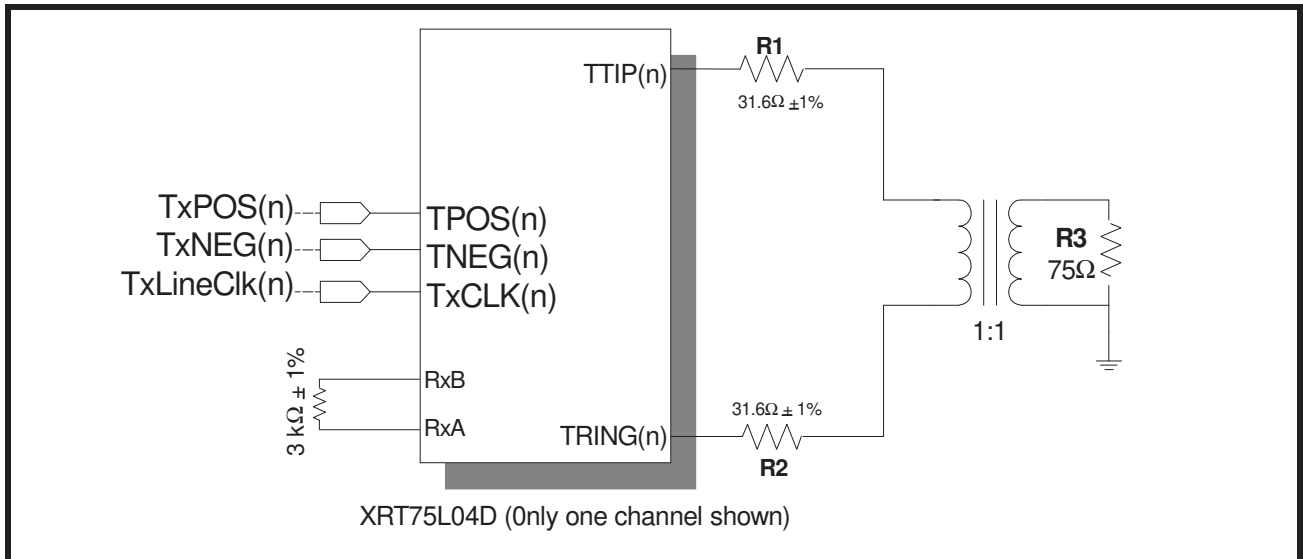 R1
TTIP(n)
31.6Ω ±1%
TxPOS(n)
TPOS(n)
TxNEG(n)
TNEG(n)
TxLineClk(n)
TxCLK(n)
R3
75Ω
1:1
3 kΩ ± 1%
RxB
RxA
31.6Ω ± 1%
TRING(n)
R2
XRT75L04D (0nly one channel shown)